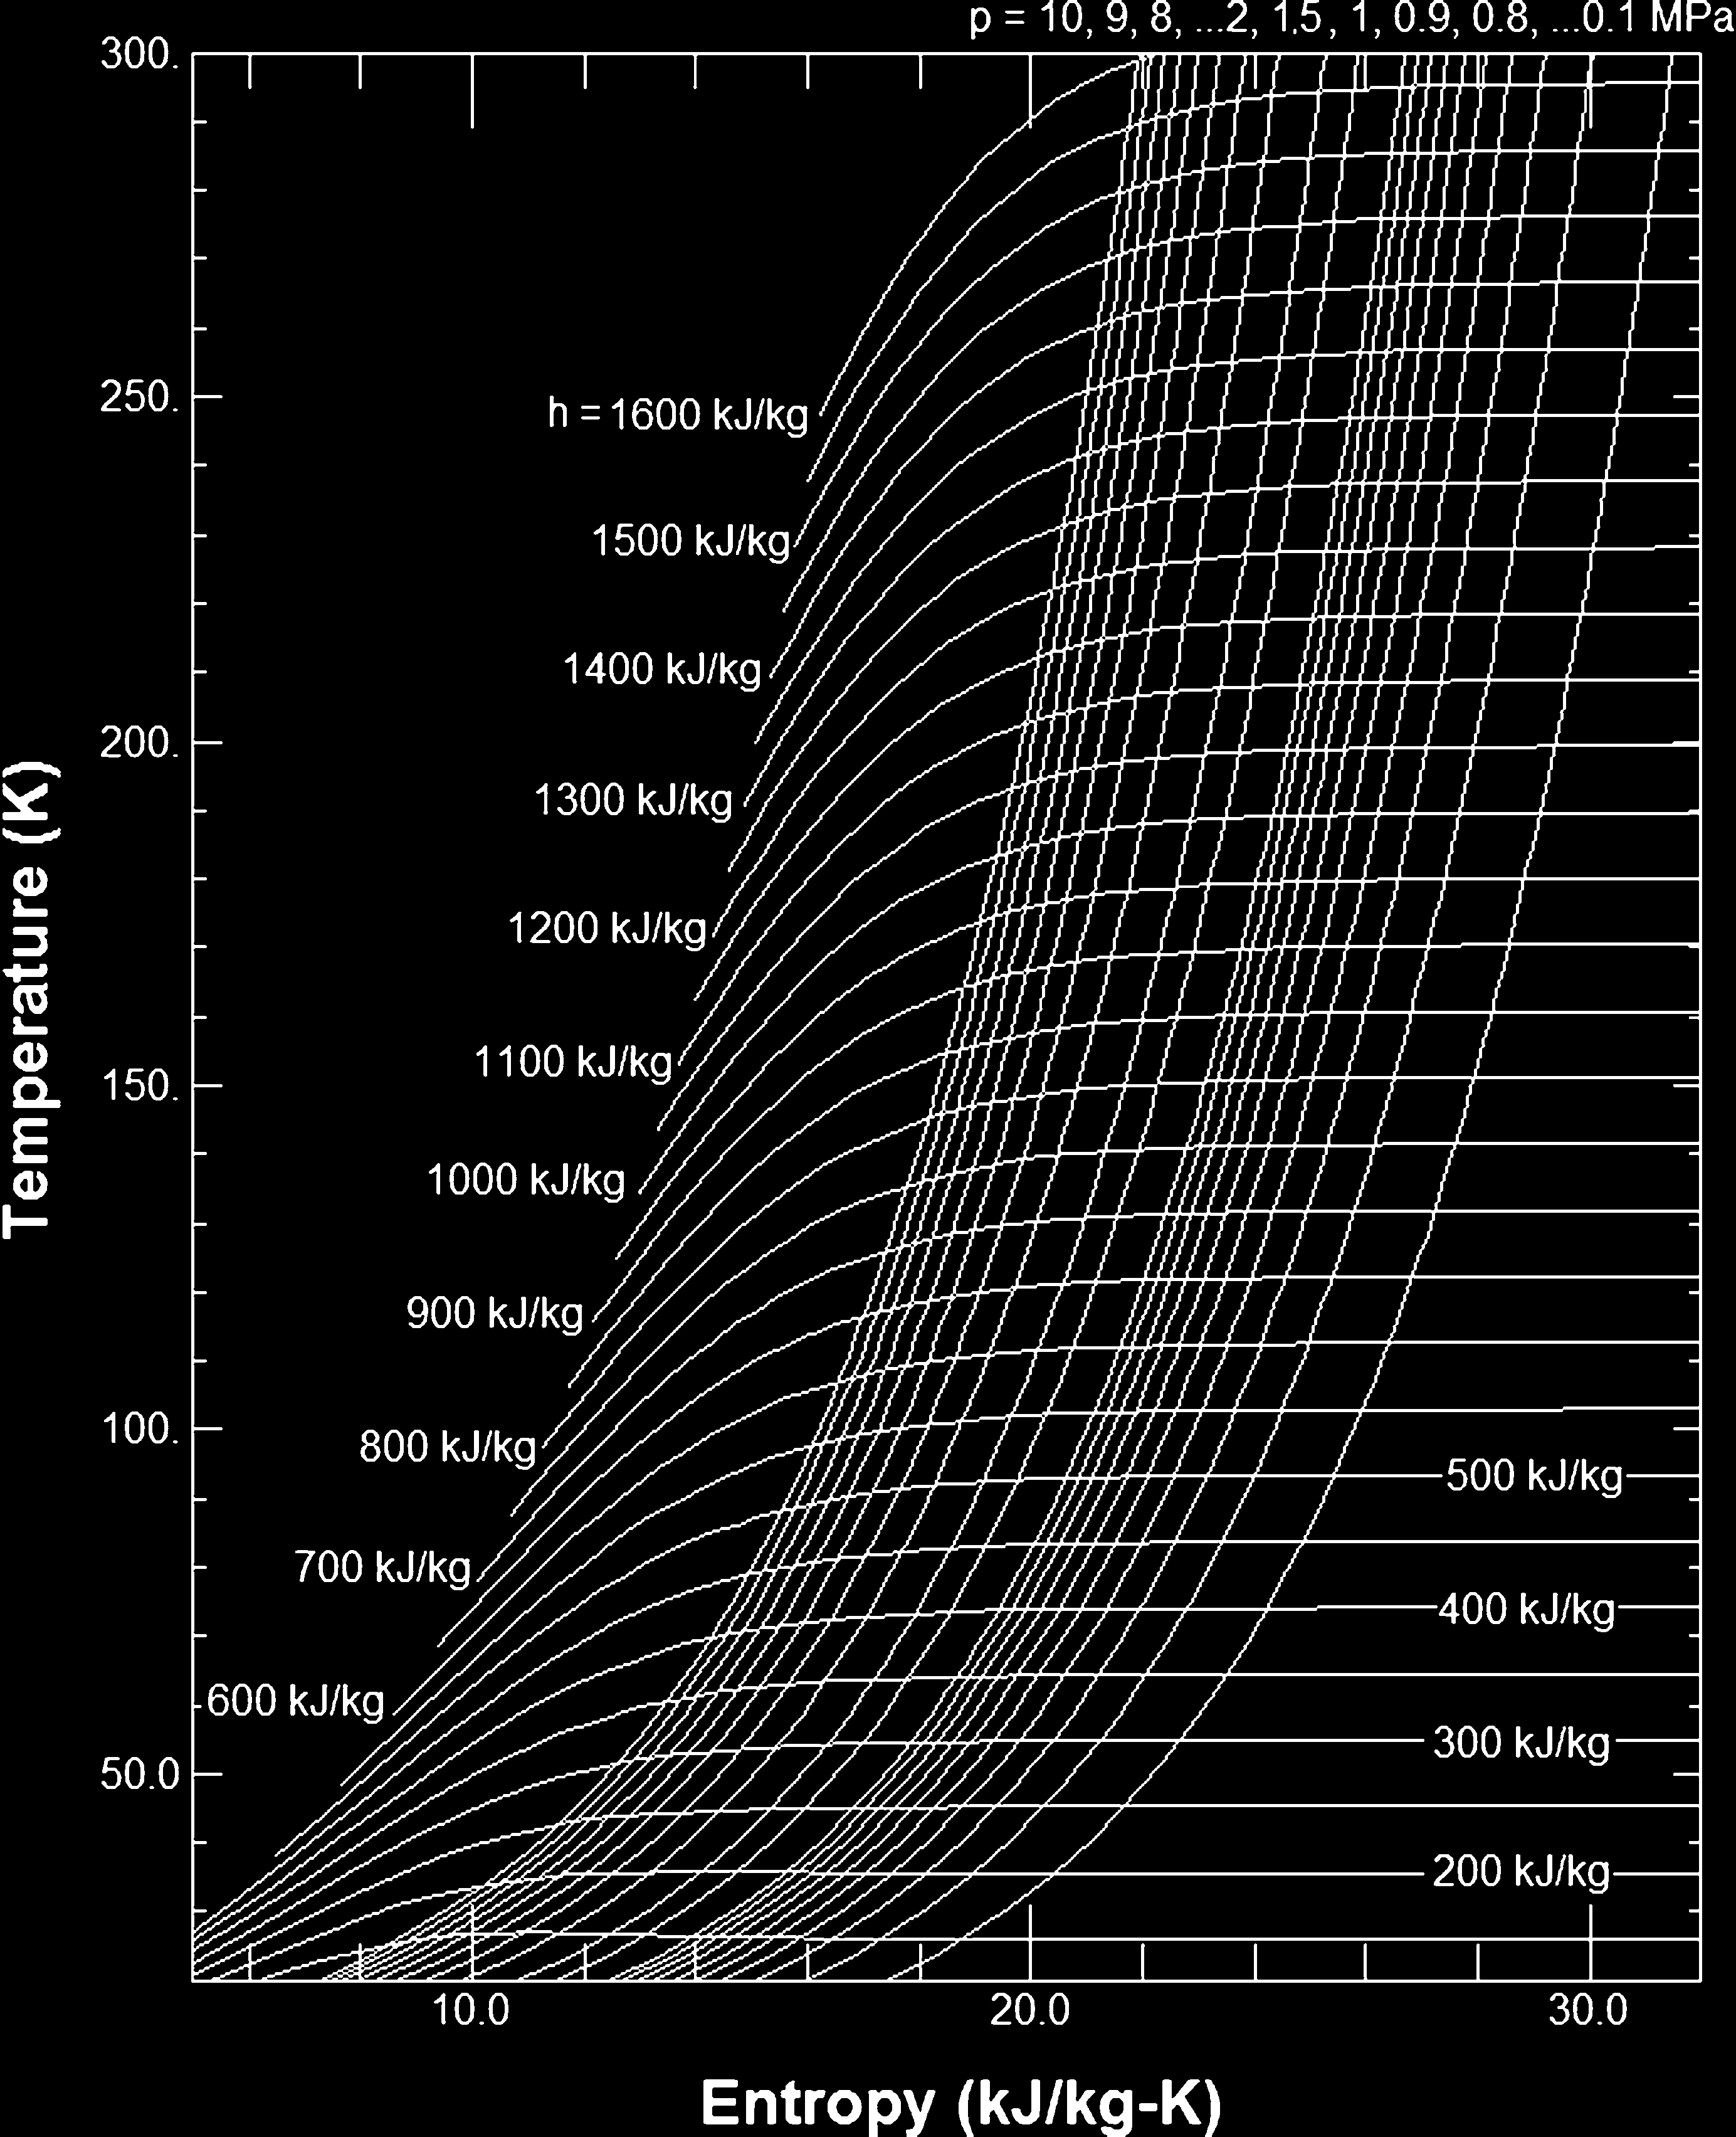 p = 10, 9, 8, ...2, 1.5, 1, 0.9, 0.8, ...0.1 MPa
300.
250.
h = 1600 kJ/kg
1500 kJ/kg
1400 kJ/kg
200.
1300 kJ/kg
1200 kJ/kg
150.
1100 kJ/kg
1000 kJ/kg
900 kJ/kg
100.
800 kJ/kg
500 kJ/kg
700 kJ/kg
400 kJ/kg
600 kJ/kg
300 kJ/kg
50.0
200 kJ/kg
10.0 20.0 30.0
Temperature (K)
Entropy (kJ/kg-K)